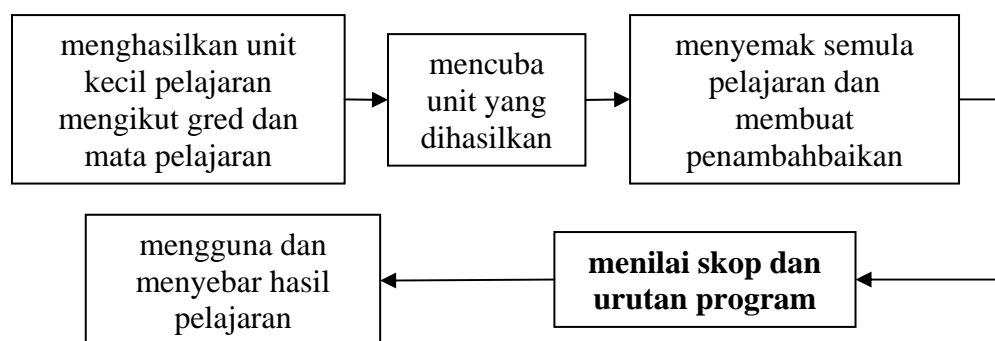 menghasilkan unit
kecil pelajaran
mengikut gred dan
mata pelajaran
mencuba
unit yang
dihasilkan
menyemak semula
pelajaran dan
membuat
penambahbaikan
menilai skop dan
urutan program
mengguna dan
menyebar hasil
pelajaran